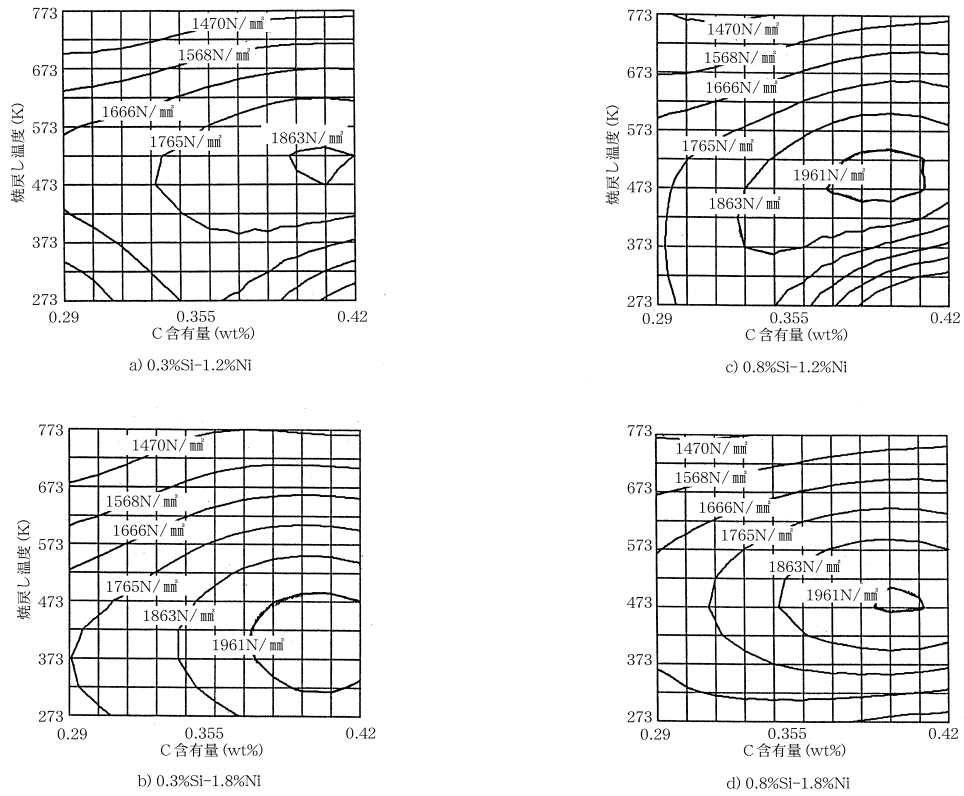 773
673
573
473
373
273
焼戻し温度 (K)
1470N/㎟
1568N/㎟
1666N/㎟
1765N/㎟
1863N/㎟
0.29
0.355
0.42
C含有量 (wt%)
a) 0.3%Si-1.2%Ni
773
673
573
473
373
273
焼戻し温度 (K)
1470N/㎟
1568N/㎟
1666N/㎟
1765N/㎟
1961N/㎟
1863N/㎟
0.29
0.355
0.42
C含有量 (wt%)
c) 0.8%Si-1.2%Ni
773
673
573
473
373
273
焼戻し温度 (K)
1470N/㎟
1568N/㎟
1666N/㎟
1765N/㎟
1863N/㎟
1961N/㎟
0.29
0.355
0.42
C含有量 (wt%)
b) 0.3%Si-1.8%Ni
773
673
573
473
373
273
1470N/㎟
1568N/㎟
1666N/㎟
1765N/㎟
1863N/㎟
1961N/㎟
0.29
0.355
0.42
C含有量 (wt%)
d) 0.8%Si-1.8%Ni